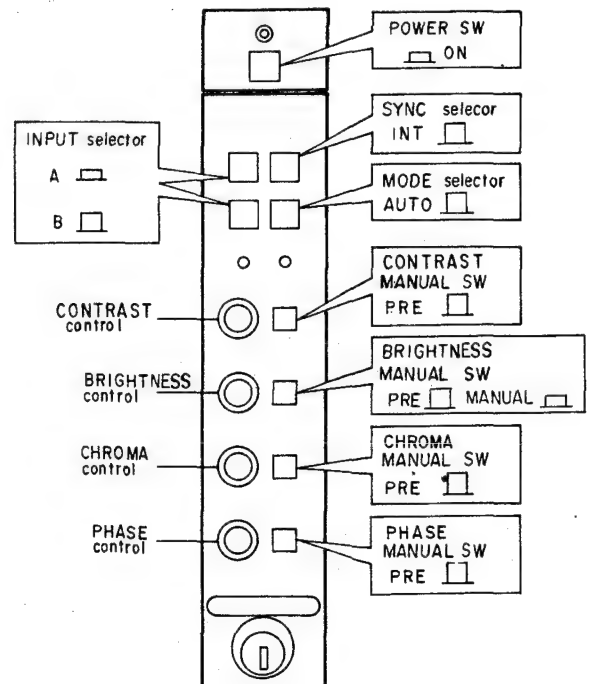 POWER SW
ON
SYNC selecor
INT
INPUT selector
A
B
MODE selector
AUTO
CONTRAST
MANUAL SW
PRE
CONTRAST
control
BRIGHTNESS
MANUAL SW
PRE MANUAL
BRIGHTNESS
control
CHROMA
MANUAL SW
PRE
CHROMA
control
PHASE
MANUAL SW
PRE
PHASE
control